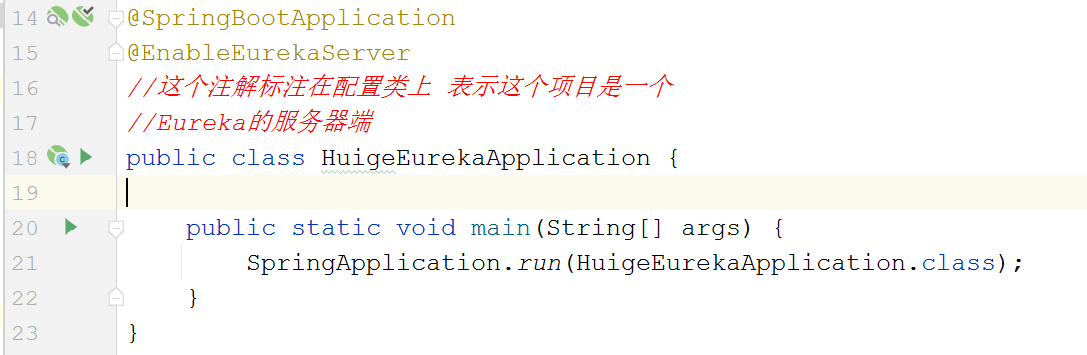 14 @SpringBootApplication
15 @EnableEurekaServer
16 //这个注解标注在配置类上 表示这个项目是一个
17 //Eureka的服务器端
18 public class HuigeEurekaApplication {
19
20     public static void main(String[] args) {
21         SpringApplication.run(HuigeEurekaApplication.class);
22     }
23 }